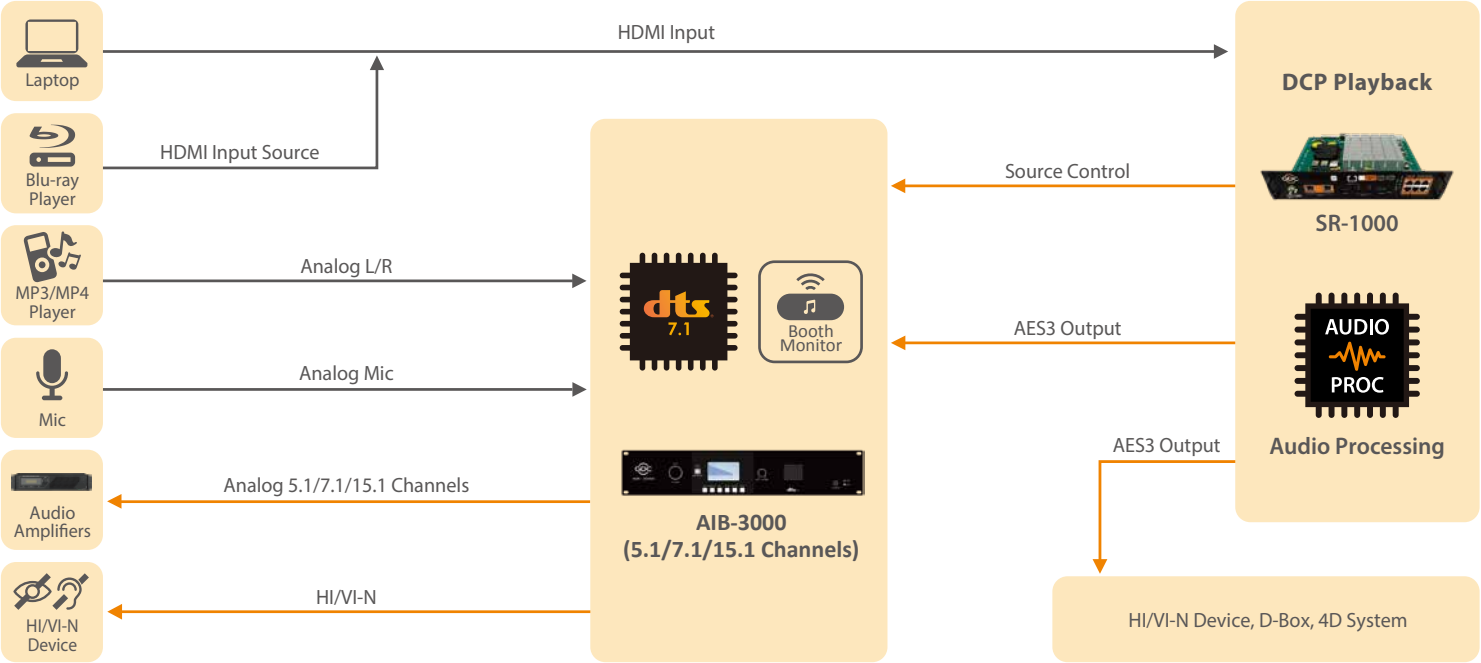 HDMI Input
Laptop
DCP Playback
HDMI Input Source
Blu-ray
Player
Source Control
SR-1000
MP3/MP4
Player
Analog L/R
dts
7.1
Booth
Monitor
AES3 Output
AUDIO
PROC
Audio Processing
Mic
Analog Mic
AES3 Output
Audio
Amplifiers
Analog 5.1/7.1/15.1 Channels
GDC
dts
AIB-3000
(5.1/7.1/15.1 Channels)
HI/VI-N
Device
HI/VI-N
HI/VI-N Device, D-Box, 4D System